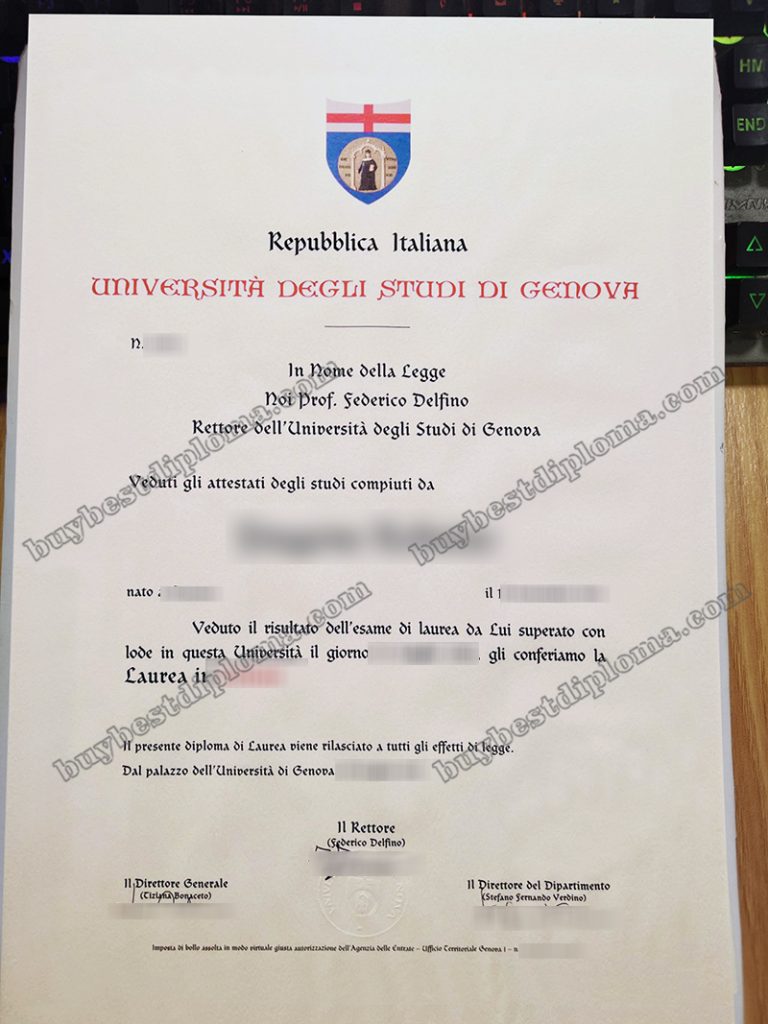 HM
END
Repubblica Italiana
UNIVERSITÀ DEGLI STUDI DI GENOVA
n.
In Nome della Legge
Noi Prof. Federico Delfino
Rettore dell'Università degli Studi di Genova
Veduti gli attestati degli studi compiuti da
buybestdiploma.com
buybestdiploma.com
nato
il 1
Veduto il risultato dell'esame di laurea da Lui superato con
lode in questa Università il giorno , gli conferiamo la
Laurea in
buybestdiploma.com
buybestdiploma.com
Il presente diploma di Laurea viene rilasciato a tutti gli effetti di legge.
Dal palazzo dell'Università di Genova
Il Rettore
(Federico Delfino)
Il Direttore Generale
(Tiziana Bonaceto)
Il Direttore del Dipartimento
(Stefano Fernando Verdino)
Imposta di bollo assolta in modo virtuale giusta autorizzazione dell'Agenzia delle Entrate – Ufficio Territoriale Genova 1 – n